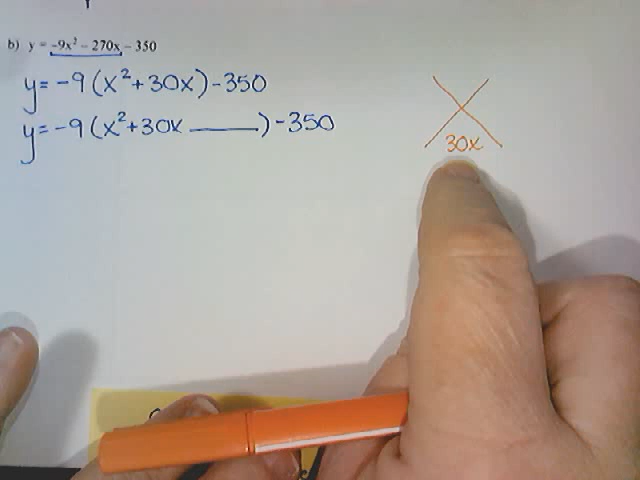 b) y = -9x² - 270x - 350
y = -9(x² + 30x) - 350
y = -9(x² + 30x ____) - 350
30x